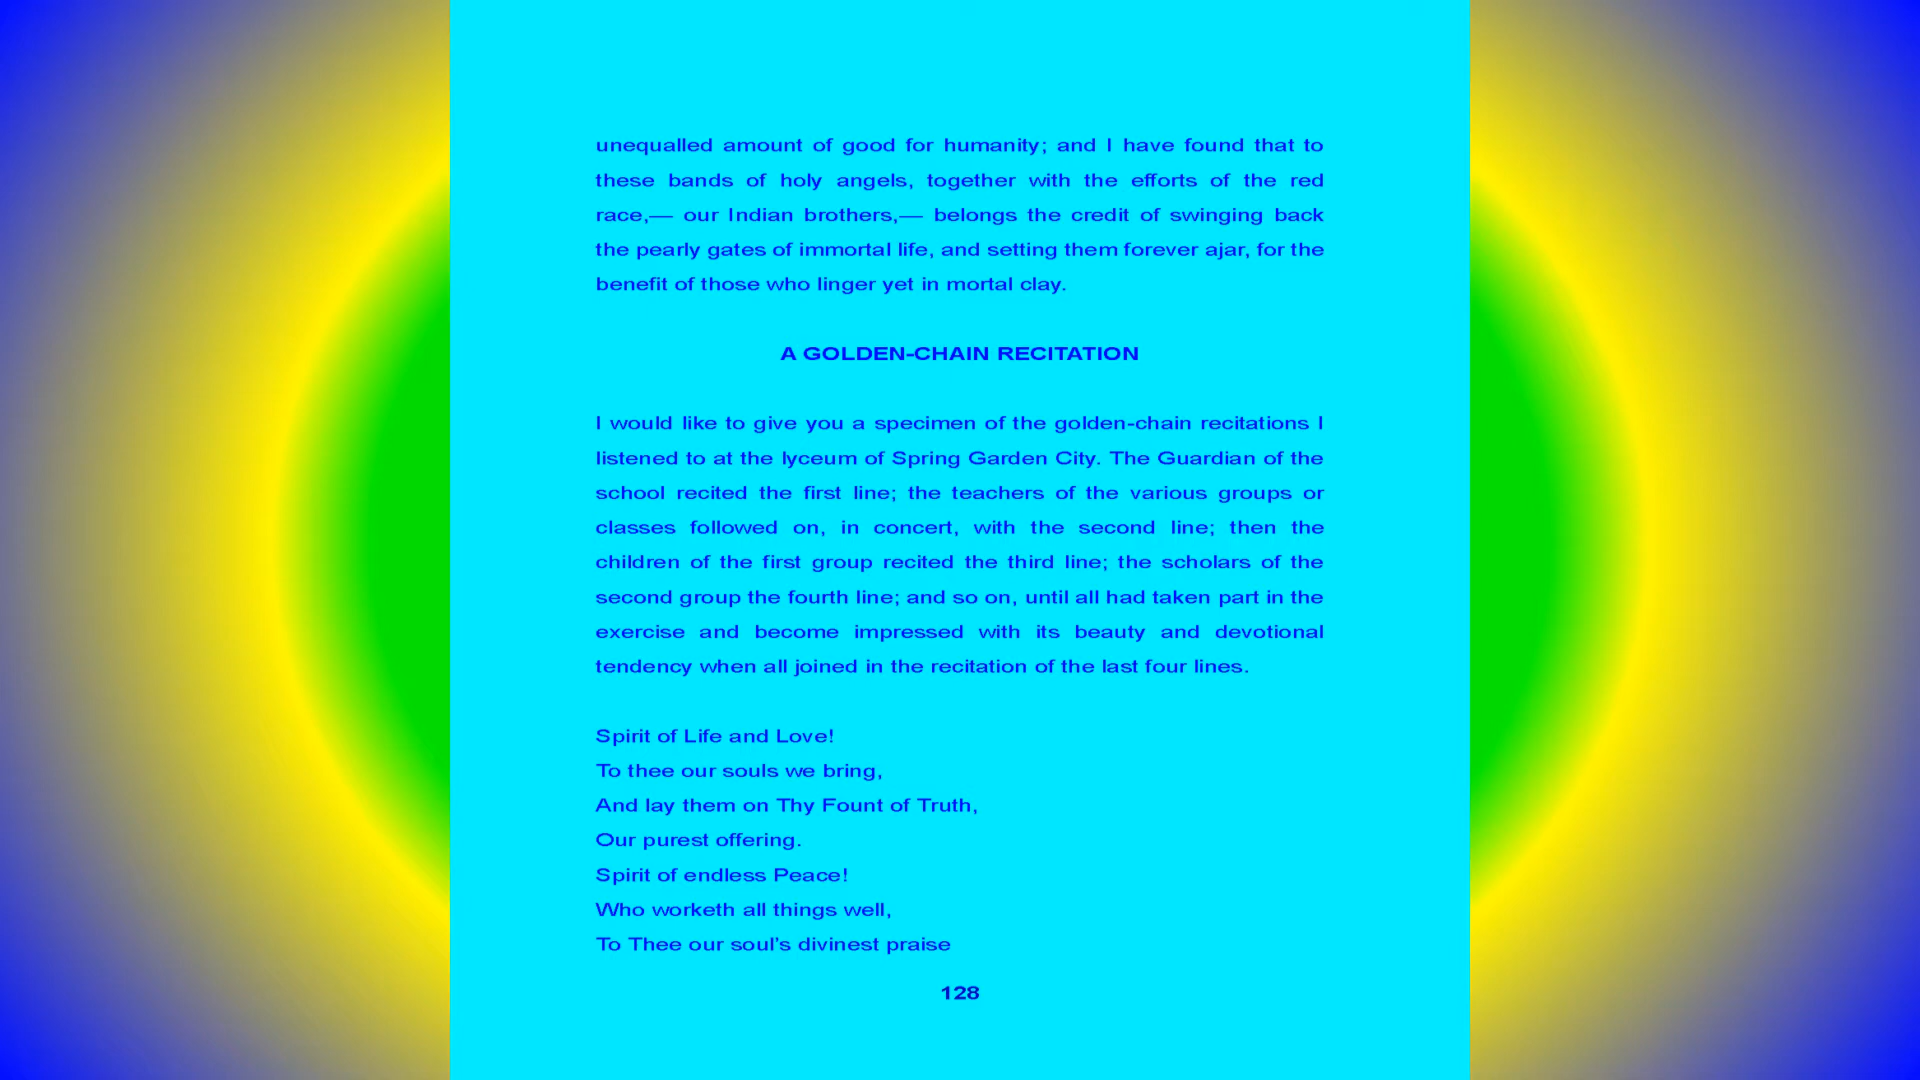 unequalled amount of good for humanity; and I have found that to
these bands of holy angels, together with the efforts of the red
race,— our Indian brothers,— belongs the credit of swinging back
the pearly gates of immortal life, and setting them forever ajar, for the
benefit of those who linger yet in mortal clay.
A GOLDEN-CHAIN RECITATION
I would like to give you a specimen of the golden-chain recitations I
listened to at the lyceum of Spring Garden City. The Guardian of the
school recited the first line; the teachers of the various groups or
classes followed on, in concert, with the second line; then the
children of the first group recited the third line; the scholars of the
second group the fourth line; and so on, until all had taken part in the
exercise and become impressed with its beauty and devotional
tendency when all joined in the recitation of the last four lines.
Spirit of Life and Love!
To thee our souls we bring,
And lay them on Thy Fount of Truth,
Our purest offering.
Spirit of endless Peace!
Who worketh all things well,
To Thee our soul's divinest praise
128